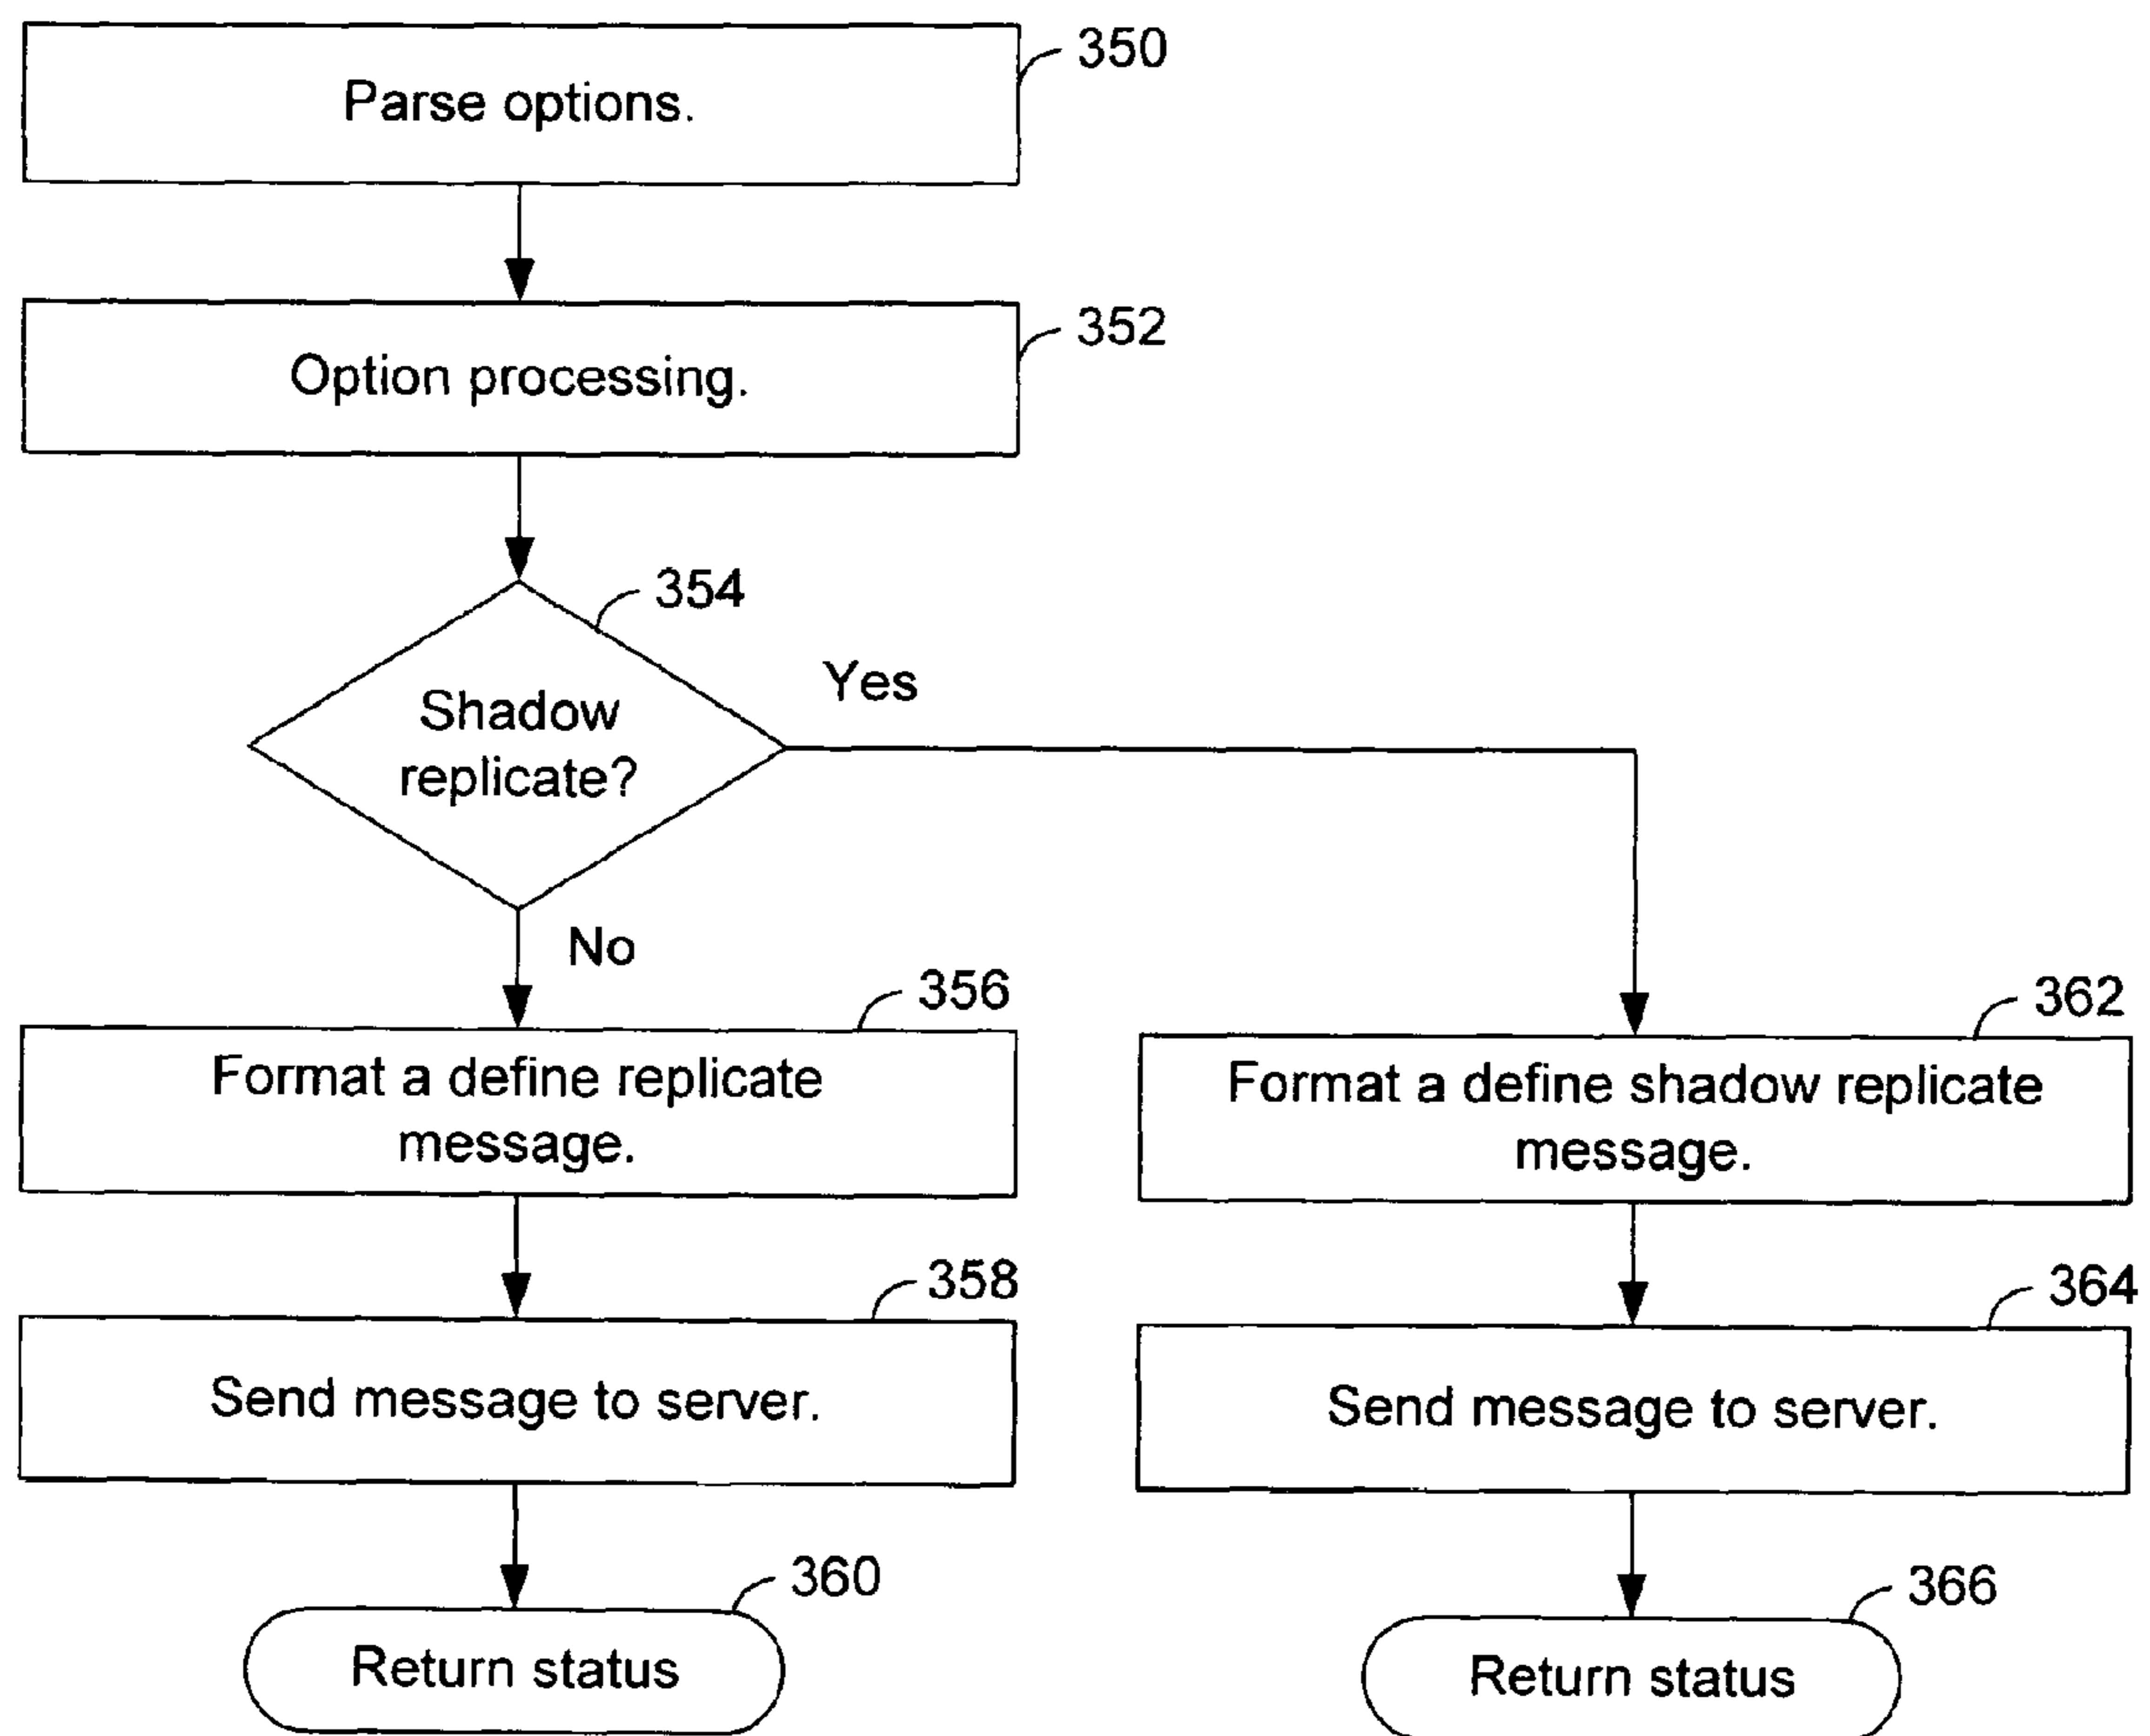 350
Parse options.
352
Option processing.
354
Shadow
replicate?
Yes
No
356
Format a define replicate
message.
358
Send message to server.
360
Return status
362
Format a define shadow replicate
message.
364
Send message to server.
366
Return status